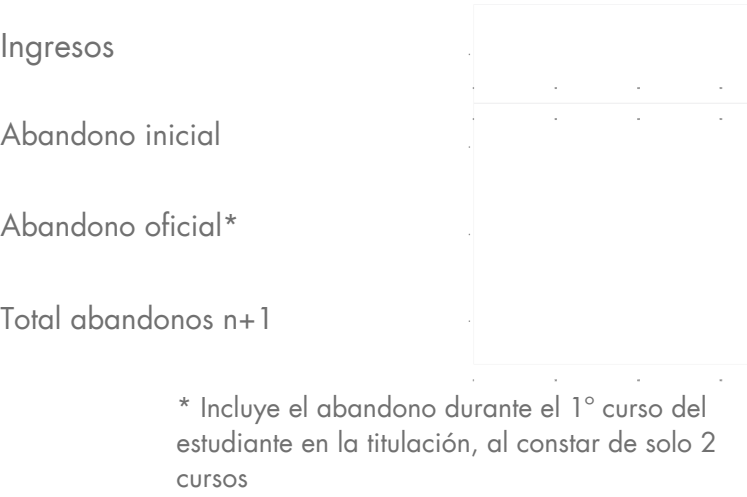 Ingresos
Abandono inicial
Abandono oficial*
Total abandonos n+1
* Incluye el abandono durante el 1º curso del
estudiante en la titulación, al constar de solo 2
cursos